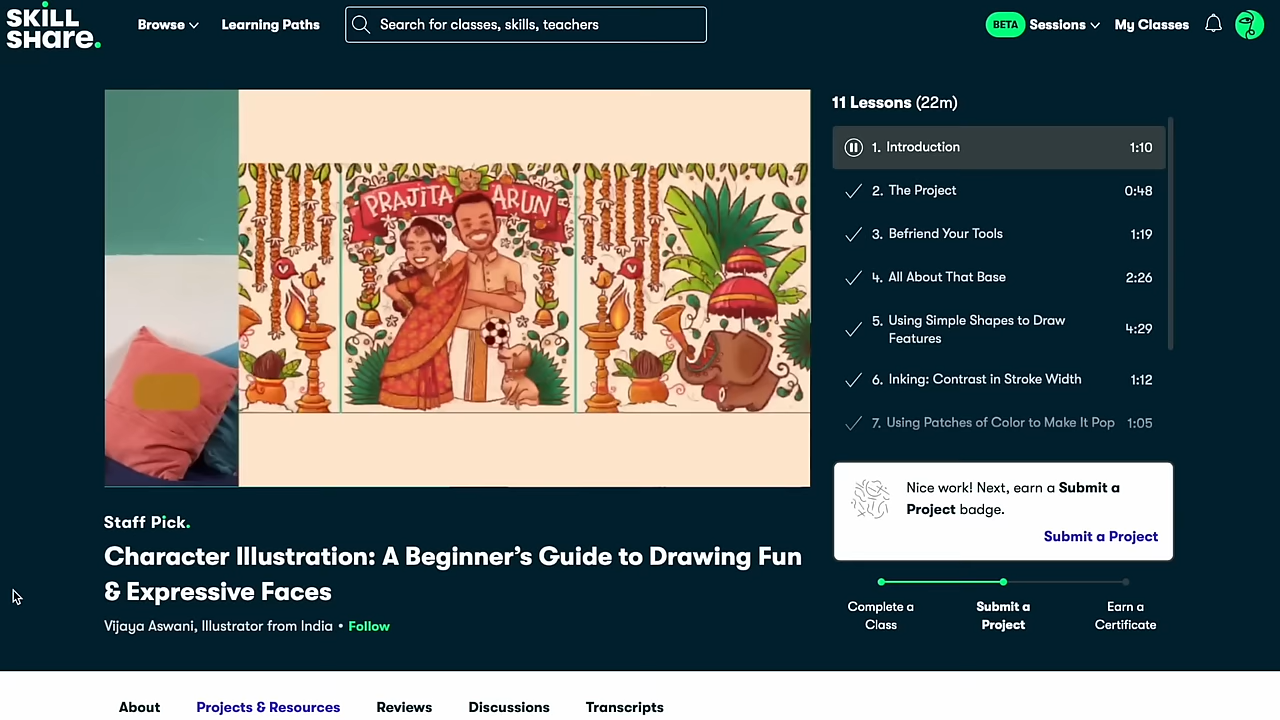 SKILL
SHARE.
Browse
Learning Paths
Search for classes, skills, teachers
BETA
Sessions
My Classes
PRAJITA
ARUN
11 Lessons (22m)
1. Introduction 1:10
2. The Project 0:48
3. Befriend Your Tools 1:19
4. All About That Base 2:26
5. Using Simple Shapes to Draw
Features 4:29
6. Inking: Contrast in Stroke Width 1:12
7. Using Patches of Color to Make It Pop 1:05
Nice work! Next, earn a Submit a
Project badge.
Submit a Project
Complete a
Class
Submit a
Project
Earn a
Certificate
Staff Pick.
Character Illustration: A Beginner’s Guide to Drawing Fun
& Expressive Faces
Vijaya Aswani, Illustrator from India • Follow
About
Projects & Resources
Reviews
Discussions
Transcripts